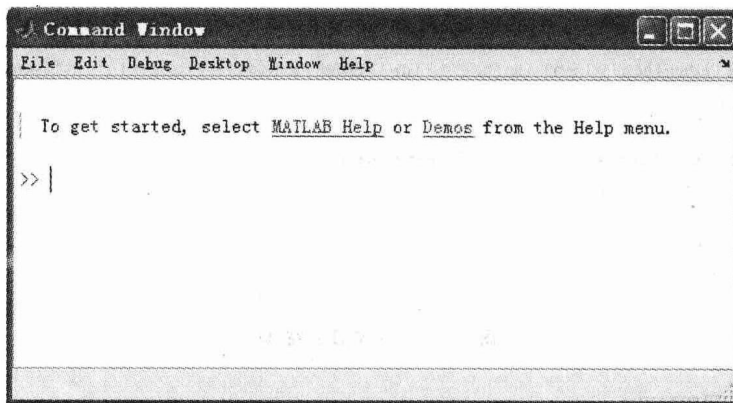 Command Window
File Edit Debug Desktop Window Help
To get started, select MATLAB Help or Demos from the Help menu.
>>